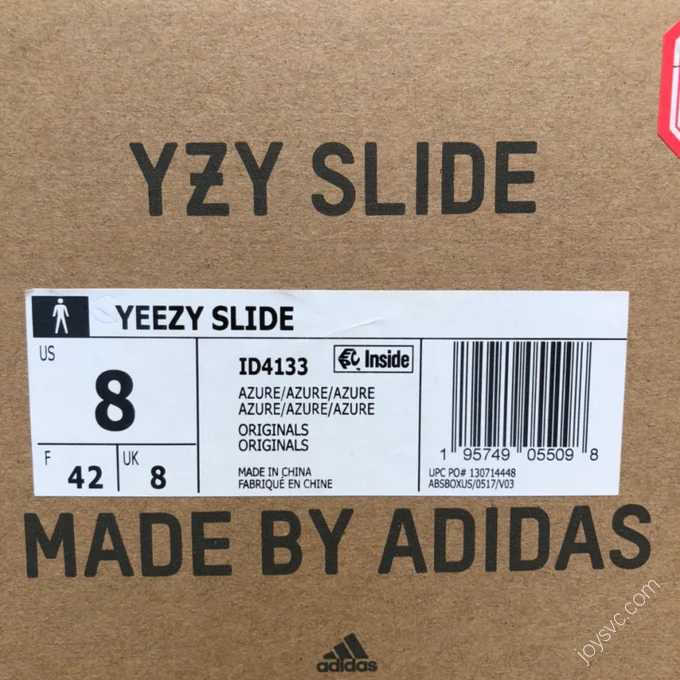 YZY SLIDE
YEEZY SLIDE
US
8
F
42
UK
8
ID4133
Inside
AZURE/AZURE/AZURE
AZURE/AZURE/AZURE
ORIGINALS
ORIGINALS
MADE IN CHINA
FABRIQUÉ EN CHINE
1 95749 05509 8
UPC PO# 130714448
ABSBOXUS/0517/V03
MADE BY ADIDAS
adidas
joysvc.com